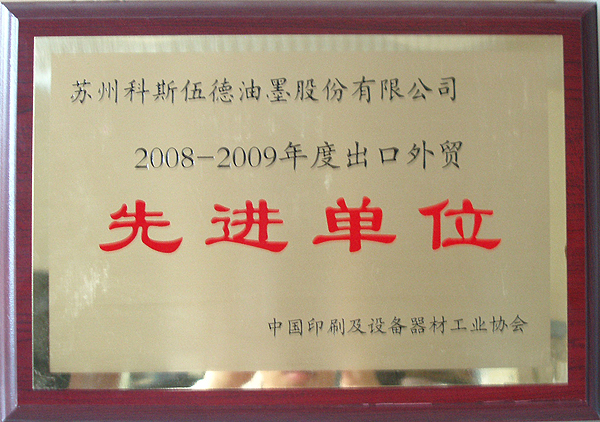 苏州科斯伍德油墨股份有限公司
2008-2009年度出口外贸
先进单位
中国印刷及设备器材工业协会